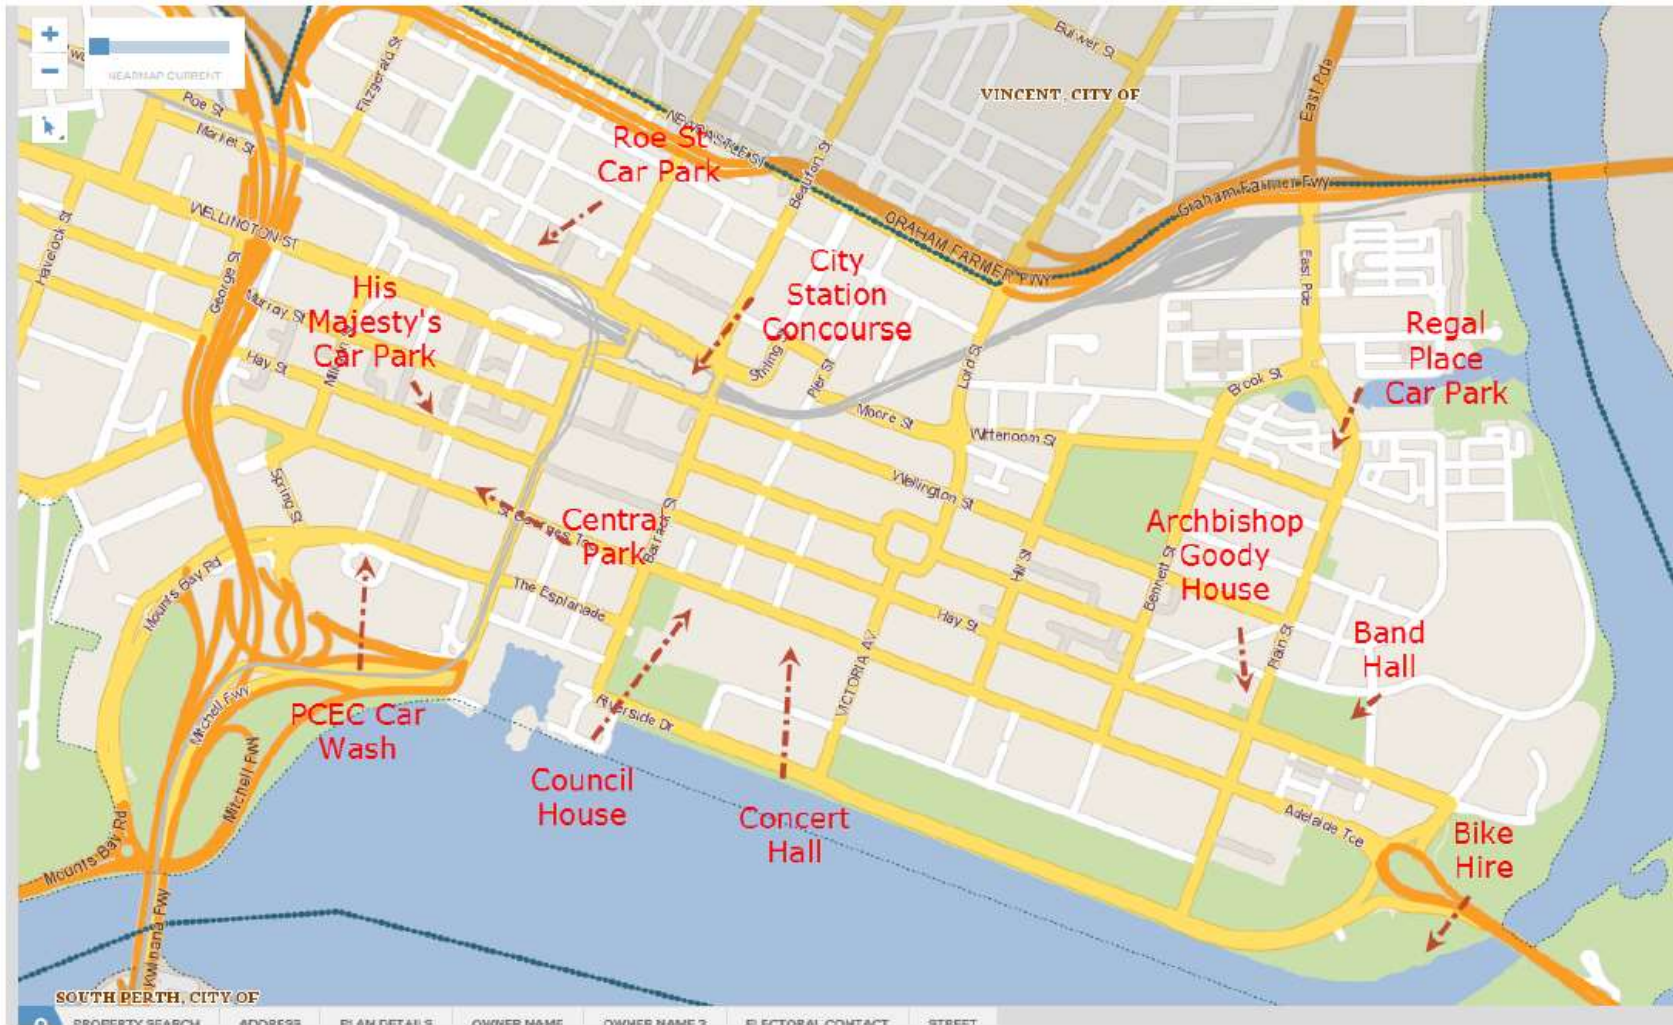 NEARMAP CURRENT
Roe St
Market St
Fitzgerald St
Bulwer St
VINCENT, CITY OF
East Pde
NEWCASTLE ST
Roe St
Car Park
Beaufort St
Graham Farmer Fwy
GRAHAM FARMER FWY
Havelock St
WELLINGTON ST
George St
City
Station
Concourse
East Pde
His
Majesty's
Car Park
Murray St
Hay St
Stirling
Pier St
Lord St
Regal
Place
Car Park
Brook St
Moore St
Wittenoom St
Wellington St
Spring St
St Georges Tce
Central
Park
Barrack St
Archbishop
Goody
House
Mounts Bay Rd
The Esplanade
Hill St
Bennett St
Hay St
Plain St
Band
Hall
VICTORIA AV
Mitchell Fwy
PCEC Car
Wash
Riverside Dr
Mitchell Fwy
Council
House
Concert
Hall
Adelaide Tce
Bike
Hire
Mounts Bay Rd
Kwinana Fwy
SOUTH PERTH, CITY OF
PROPERTY SEARCH ADDRESS PLAN DETAILS OWNER NAME OWNER NAME 2 ELECTORAL CONTACT STREET